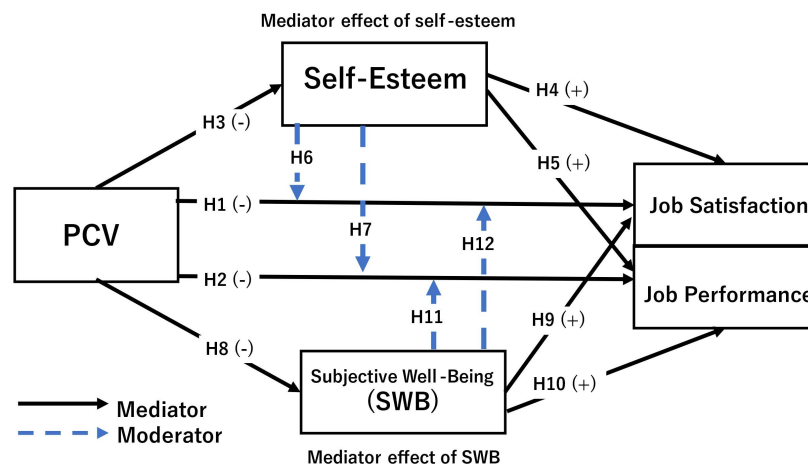 Mediator effect of self-esteem
Self-Esteem
H4 (+)
H3 (-)
H6
H5 (+)
H1 (-)
Job Satisfaction
PCV
H7
H12
H2 (-)
Job Performance
H11
H9 (+)
H8 (-)
Subjective Well-Being
(SWB)
H10 (+)
Mediator
Moderator
Mediator effect of SWB